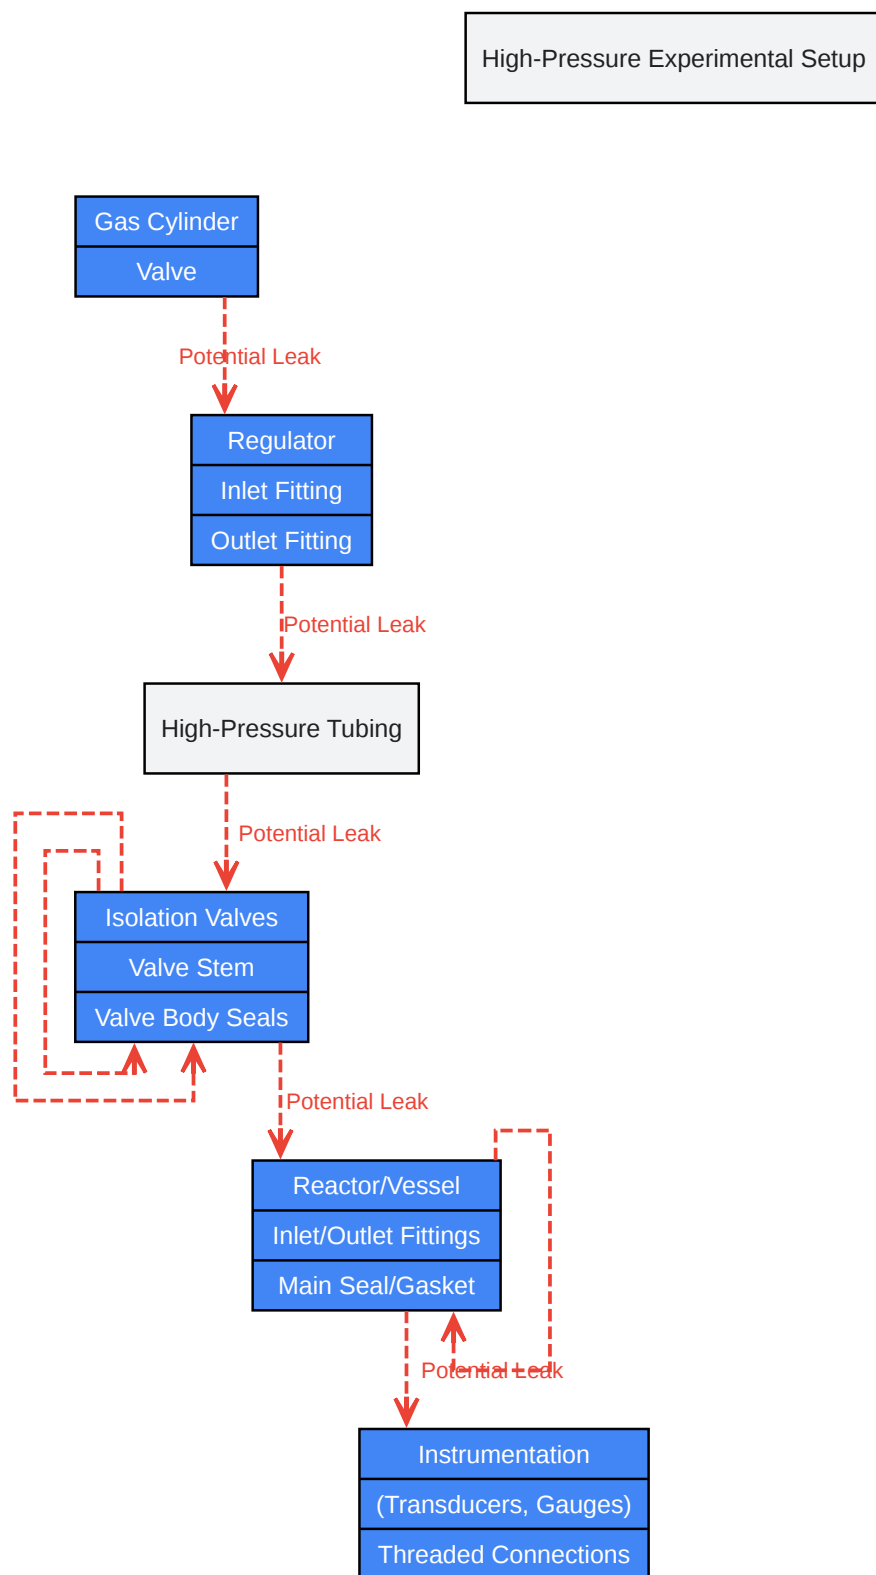 High-Pressure Experimental Setup
Gas Cylinder
Valve
Potential Leak
Regulator
Inlet Fitting
Outlet Fitting
Potential Leak
High-Pressure Tubing
Potential Leak
Isolation Valves
Valve Stem
Valve Body Seals
Potential Leak
Reactor/Vessel
Inlet/Outlet Fittings
Main Seal/Gasket
Potential Leak
Instrumentation
(Transducers, Gauges)
Threaded Connections